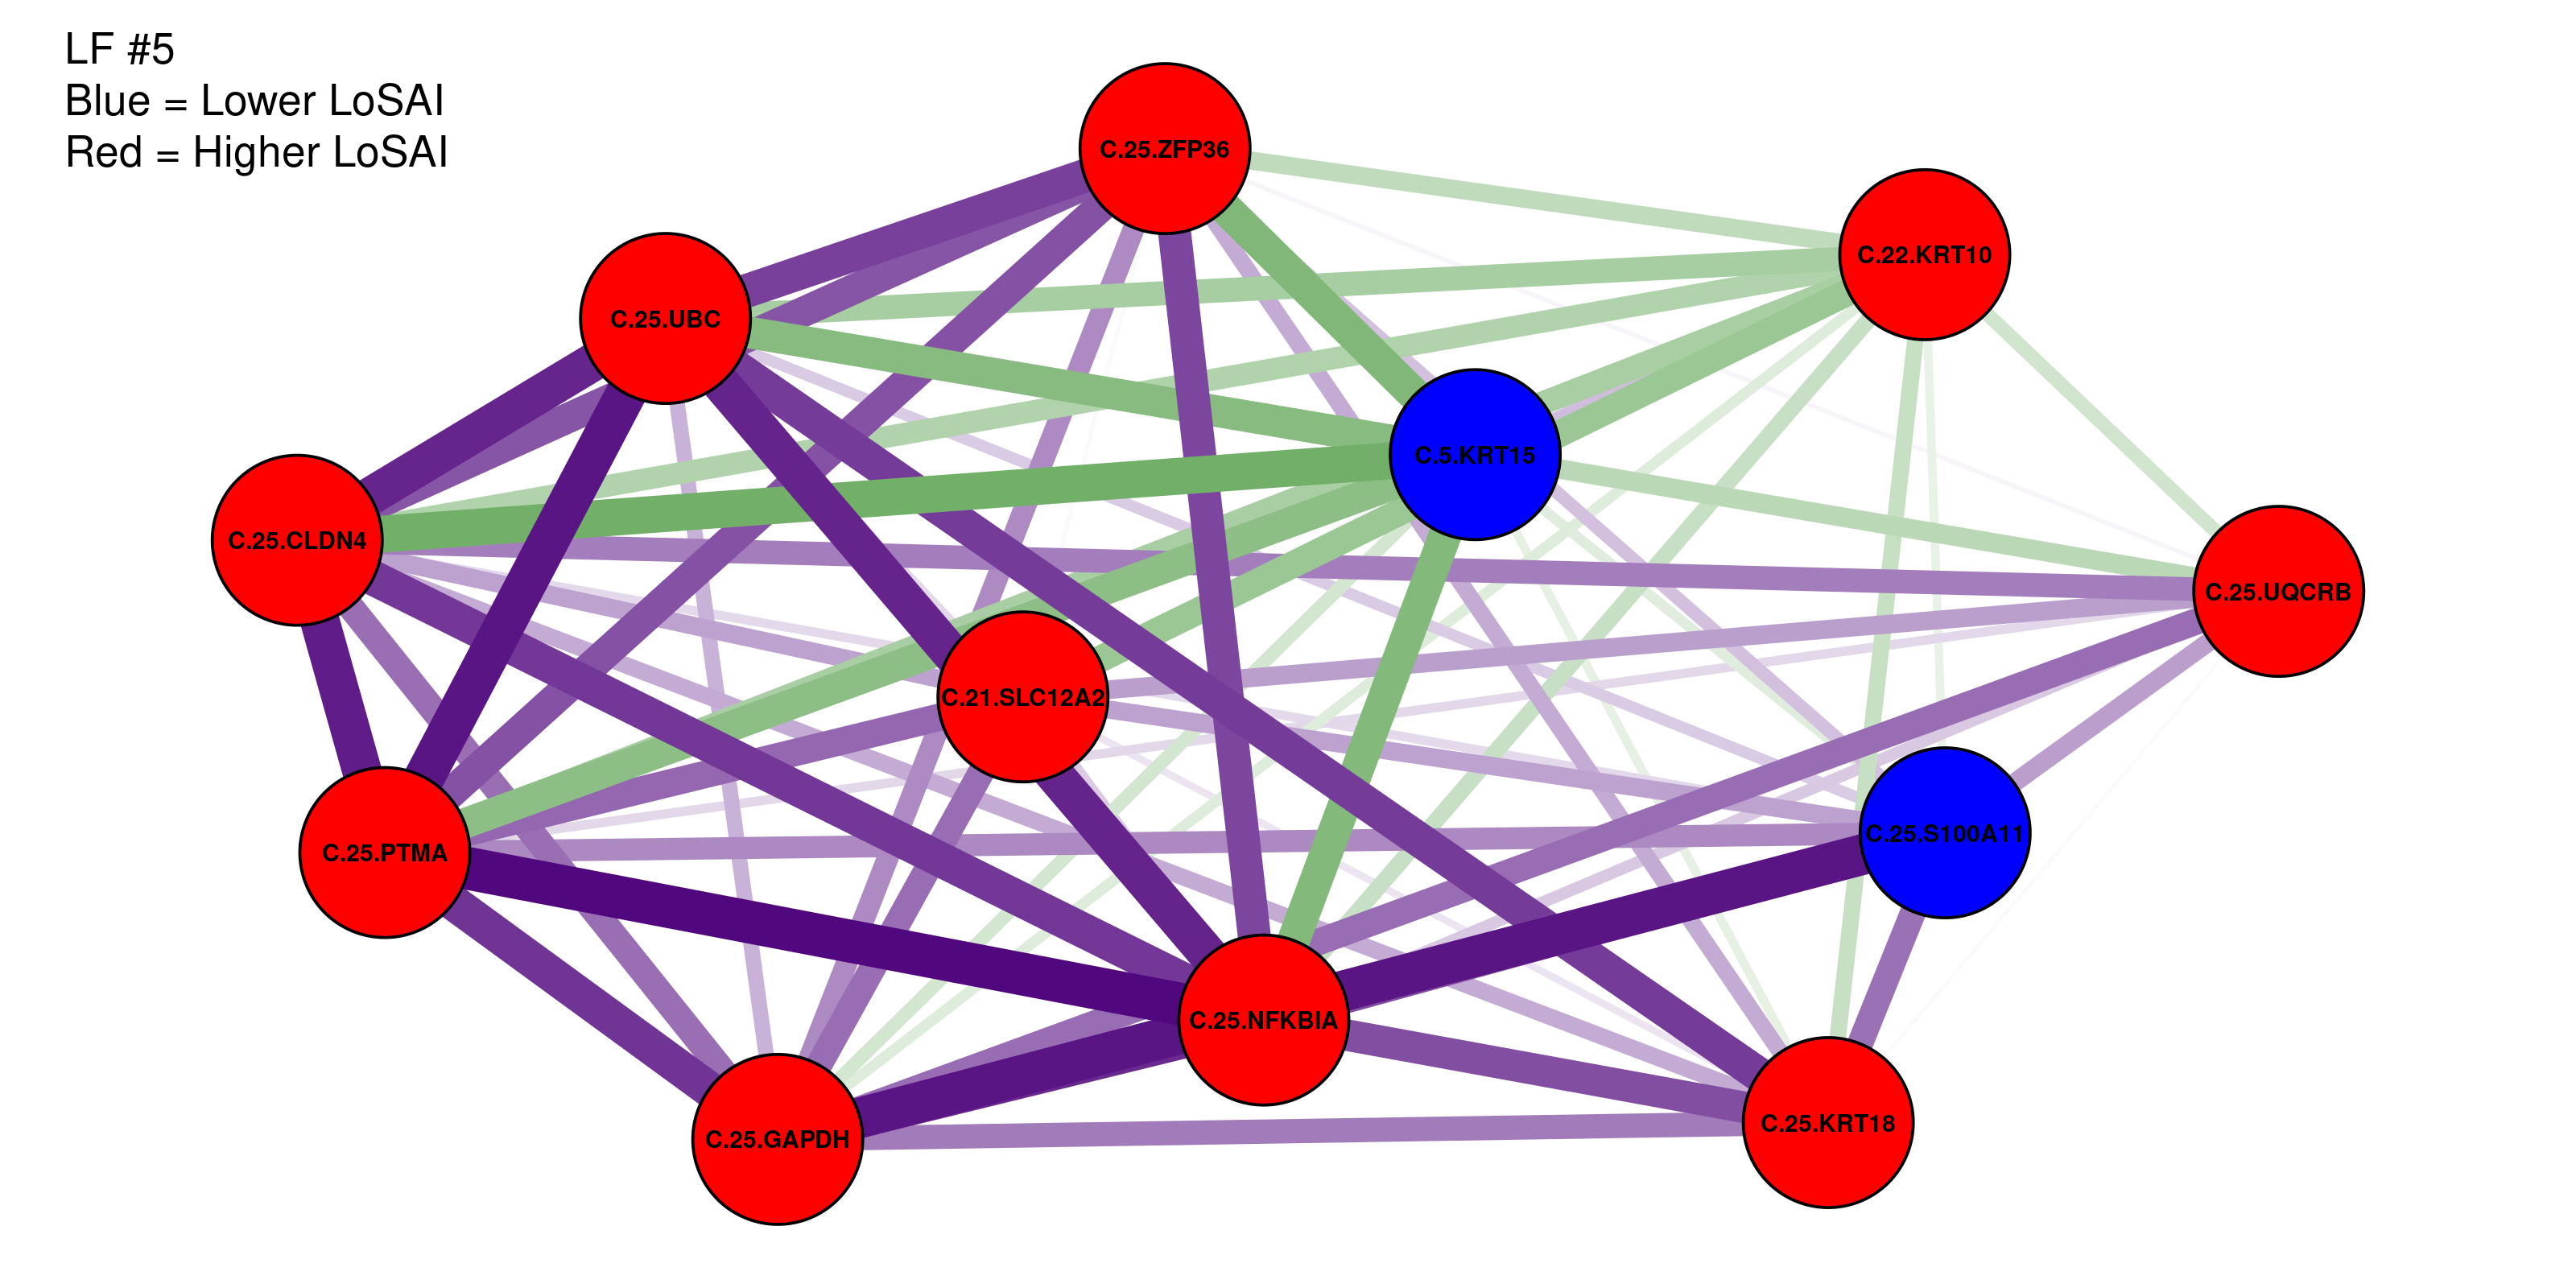 LF #5
Blue = Lower LoSAI
Red = Higher LoSAI
C.25.ZFP36
C.22.KRT10
C.25.UBC
C.5.KRT15
C.25.CLDN4
C.25.UQCRB
C.21.SLC12A2
C.25.S100A11
C.25.PTMA
C.25.NFKBIA
C.25.KRT18
C.25.GAPDH